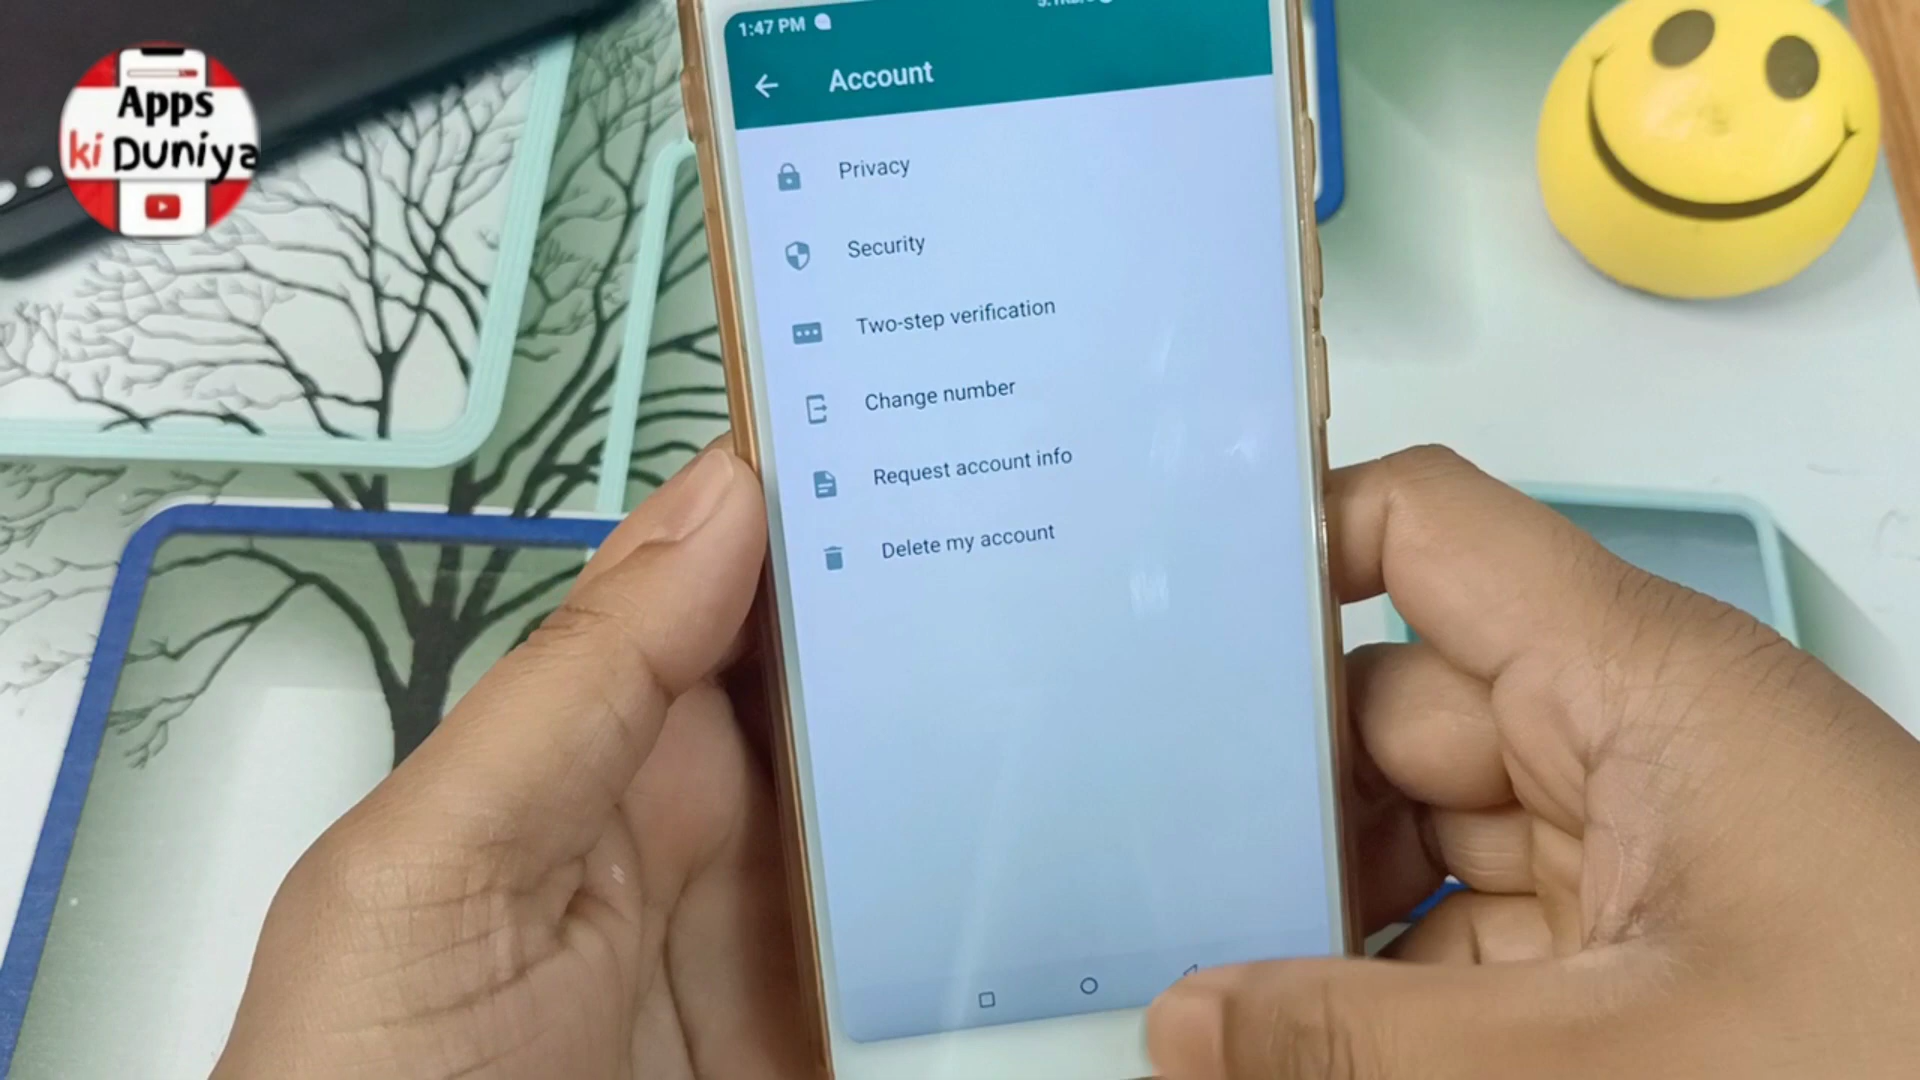 Apps
ki Duniya
1:47 PM
Account
Privacy
Security
Two-step verification
Change number
Request account info
Delete my account